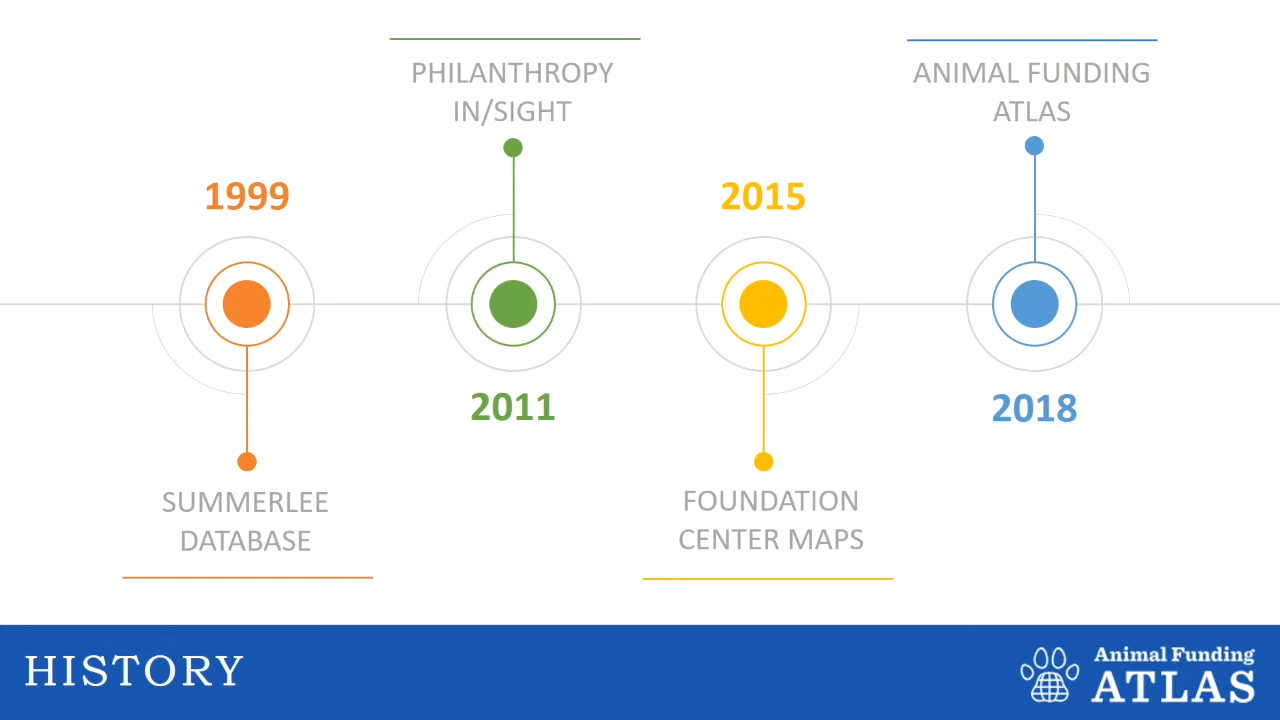 1999
SUMMERLEE
DATABASE
PHILANTHROPY
IN/SIGHT
2011
2015
FOUNDATION
CENTER MAPS
ANIMAL FUNDING
ATLAS
2018
HISTORY
Animal Funding
ATLAS